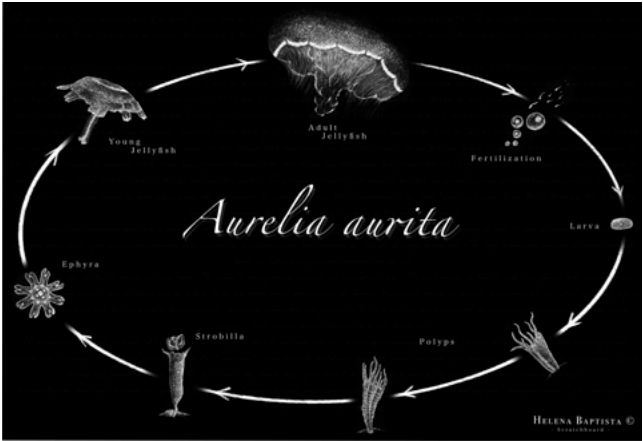 Adult
Jellyfish
Young
Jellyfish
Fertilization
Aurelia aurita
Larva
Ephyra
Strobilla
Polyps
HELENA BAPTISTA ©
Scratchboard